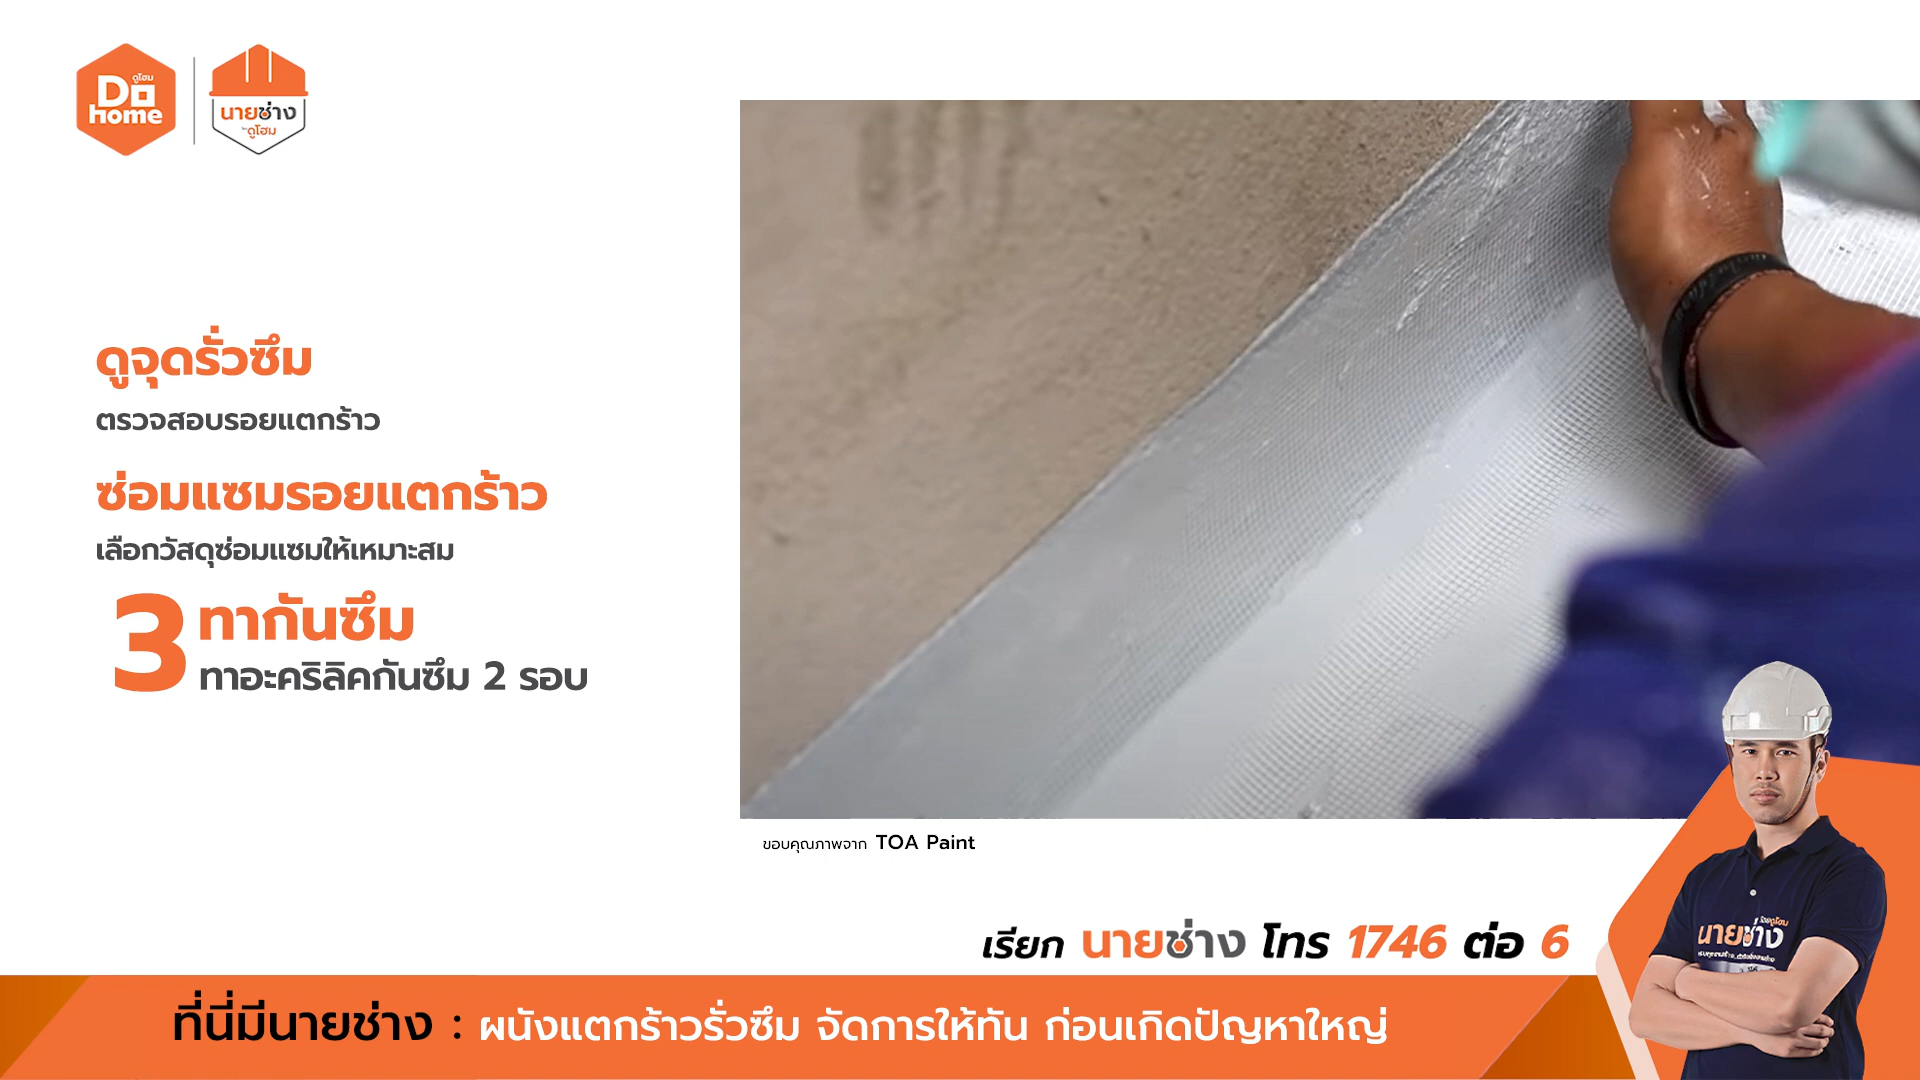 ดูโฮม
Do
home
นายช่าง
ดูโฮม
ดูจุดรั่วซึม
ตรวจสอบรอยแตกร้าว
ซ่อมแซมรอยแตกร้าว
เลือกวัสดุซ่อมแซมให้เหมาะสม
3 ทากันซึม
ทาอะคริลิคกันซึม 2 รอบ
ขอบคุณภาพจาก TOA Paint
เรียก นายช่าง โทร 1746 ต่อ 6
นายช่าง
ที่นี่มีนายช่าง : ผนังแตกร้าวรั่วซึม จัดการให้ทัน ก่อนเกิดปัญหาใหญ่